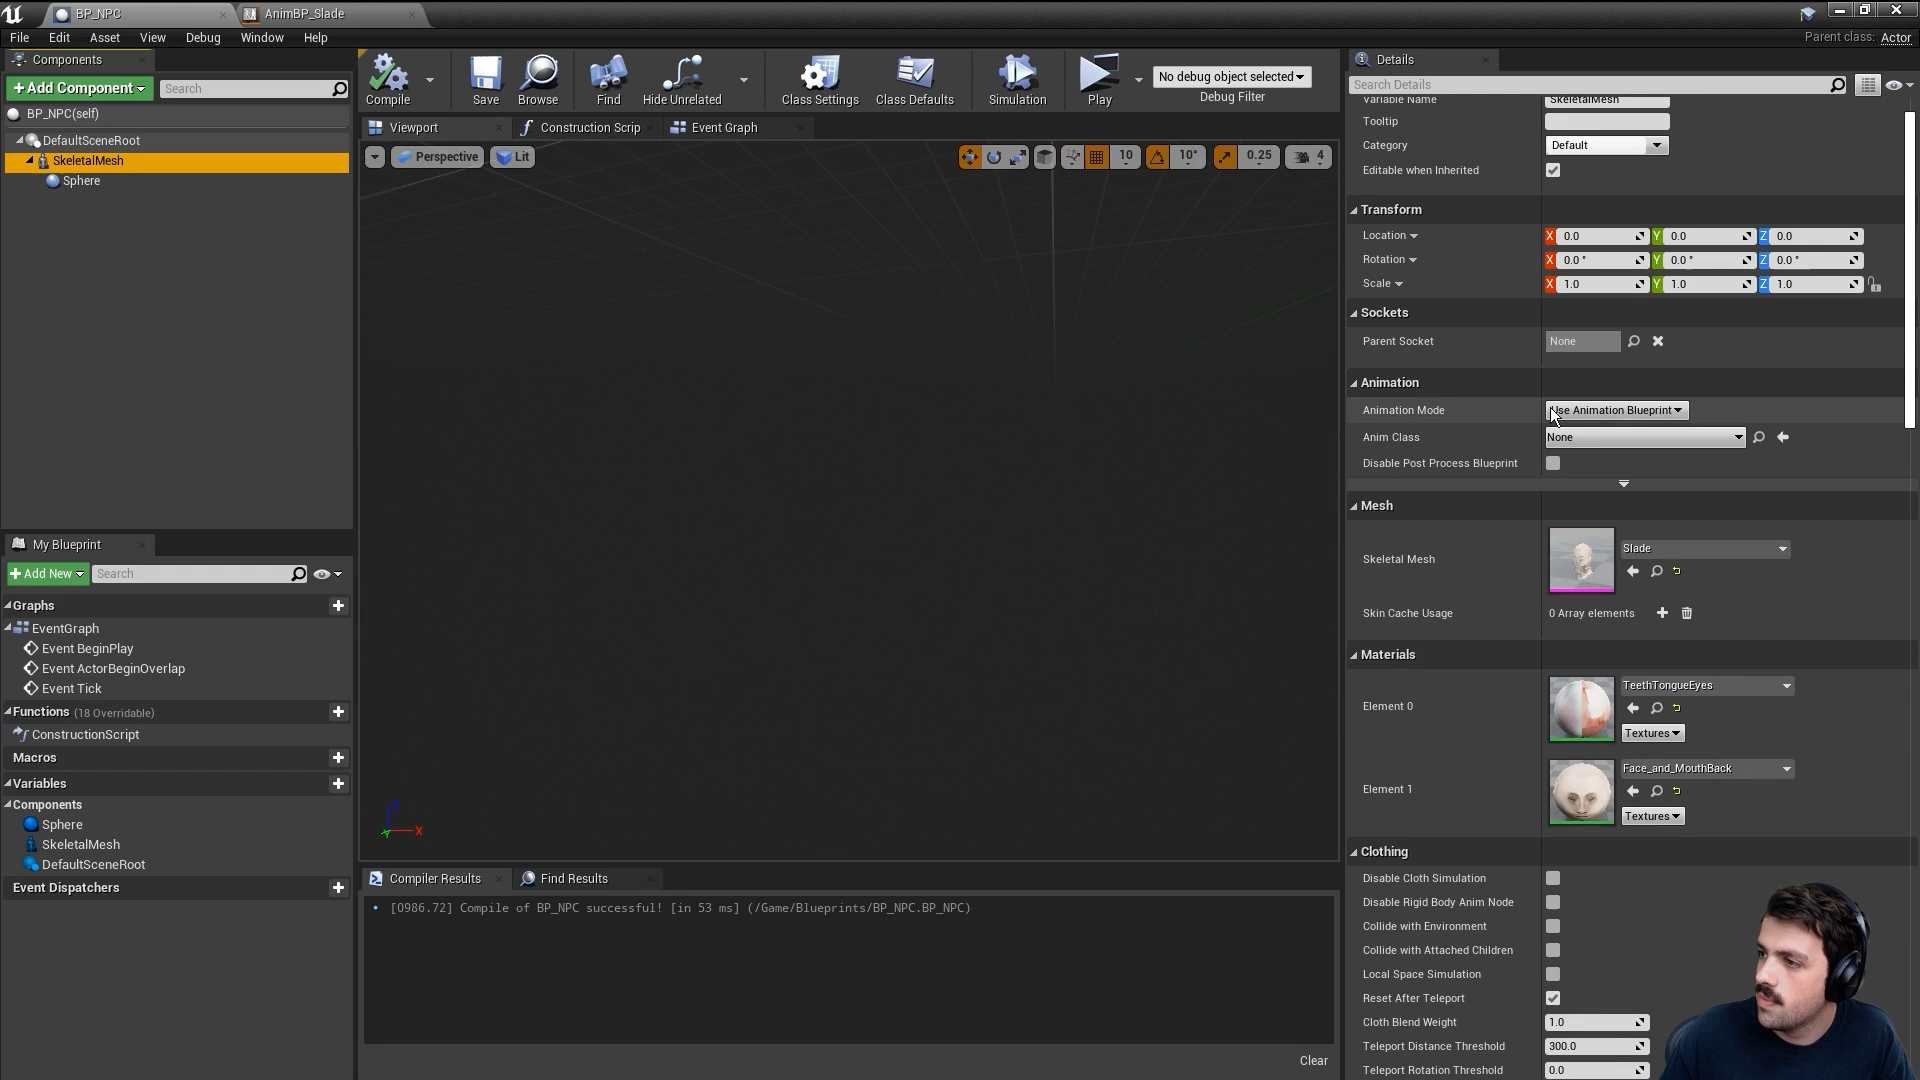 BP_NPC
AnimBP_Slade
File Edit Asset View Debug Window Help
Parent class: Actor
Components
+ Add Component
Search
BP_NPC(self)
DefaultSceneRoot
SkeletalMesh
Sphere
My Blueprint
+ Add New
Search
Graphs
EventGraph
Event BeginPlay
Event ActorBeginOverlap
Event Tick
Functions (18 Overridable)
ConstructionScript
Macros
Variables
Components
Sphere
SkeletalMesh
DefaultSceneRoot
Event Dispatchers
Compile
Save
Browse
Find
Hide Unrelated
Class Settings
Class Defaults
Simulation
Play
No debug object selected
Debug Filter
Viewport
Construction Scrip
Event Graph
Perspective
Lit
10
10°
0.25
4
Z
X
Y
Compiler Results
Find Results
[0986.72] Compile of BP_NPC successful! [in 53 ms] (/Game/Blueprints/BP_NPC.BP_NPC)
Clear
Details
Search Details
Variable Name SkeletalMesh
Tooltip
Category Default
Editable when Inherited
Transform
Location X 0.0 Y 0.0 Z 0.0
Rotation X 0.0 ° Y 0.0 ° Z 0.0 °
Scale X 1.0 Y 1.0 Z 1.0
Sockets
Parent Socket None
Animation
Animation Mode Use Animation Blueprint
Anim Class None
Disable Post Process Blueprint
Mesh
Skeletal Mesh Slade
Skin Cache Usage 0 Array elements
Materials
Element 0 TeethTongueEyes
Textures
Element 1 Face_and_MouthBack
Textures
Clothing
Disable Cloth Simulation
Disable Rigid Body Anim Node
Collide with Environment
Collide with Attached Children
Local Space Simulation
Reset After Teleport
Cloth Blend Weight 1.0
Teleport Distance Threshold 300.0
Teleport Rotation Threshold 0.0